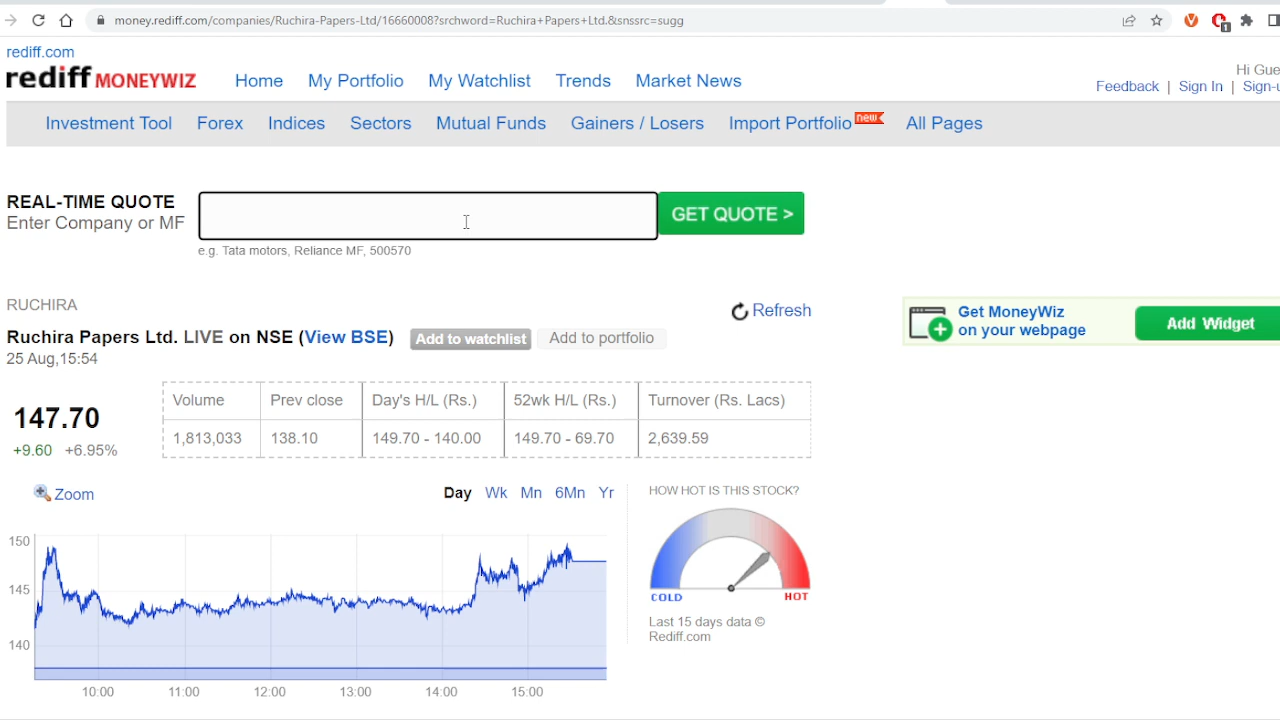 money.rediff.com/companies/Ruchira-Papers-Ltd/16660008?srchword=Ruchira+Papers+Ltd.&snssrc=sugg
1
rediff.com
rediff MONEYWIZ
Home My Portfolio My Watchlist Trends Market News
Hi Gue
Feedback | Sign In | Sign-u
Investment Tool Forex Indices Sectors Mutual Funds Gainers / Losers Import Portfolio new All Pages
REAL-TIME QUOTE
Enter Company or MF
GET QUOTE >
e.g. Tata motors, Reliance MF, 500570
RUCHIRA
Refresh
Ruchira Papers Ltd. LIVE on NSE (View BSE) Add to watchlist Add to portfolio
25 Aug,15:54
Get MoneyWiz
on your webpage
Add Widget
Volume Prev close Day's H/L (Rs.) 52wk H/L (Rs.) Turnover (Rs. Lacs)
147.70
1,813,033 138.10 149.70 - 140.00 149.70 - 69.70 2,639.59
+9.60 +6.95%
Zoom
Day Wk Mn 6Mn Yr
HOW HOT IS THIS STOCK?
150
145
140
10:00 11:00 12:00 13:00 14:00 15:00
COLD HOT
Last 15 days data ©
Rediff.com